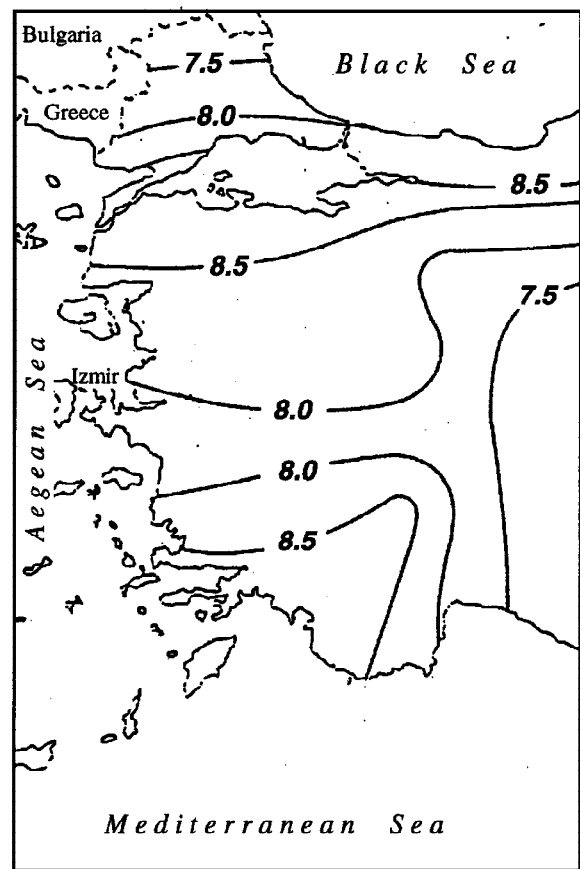 Bulgaria
7.5
Black Sea
Greece
8.0
8.5
8.5
7.5
Izmir
8.0
Aegean Sea
8.0
8.5
Mediterranean Sea